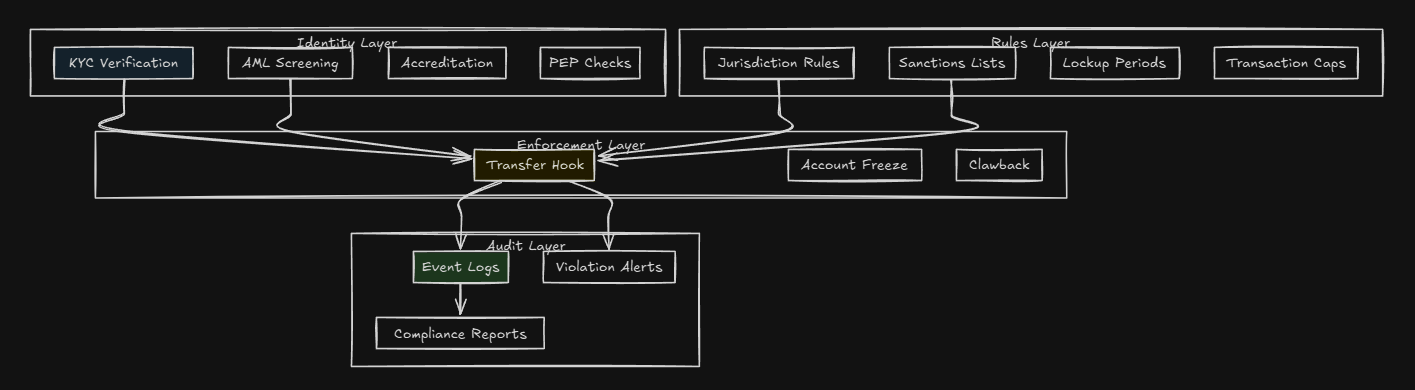 Identity Layer
KYC Verification
AML Screening
Accreditation
PEP Checks
Rules Layer
Jurisdiction Rules
Sanctions Lists
Lockup Periods
Transaction Caps
Enforcement Layer
Transfer Hook
Account Freeze
Clawback
Audit Layer
Event Logs
Violation Alerts
Compliance Reports